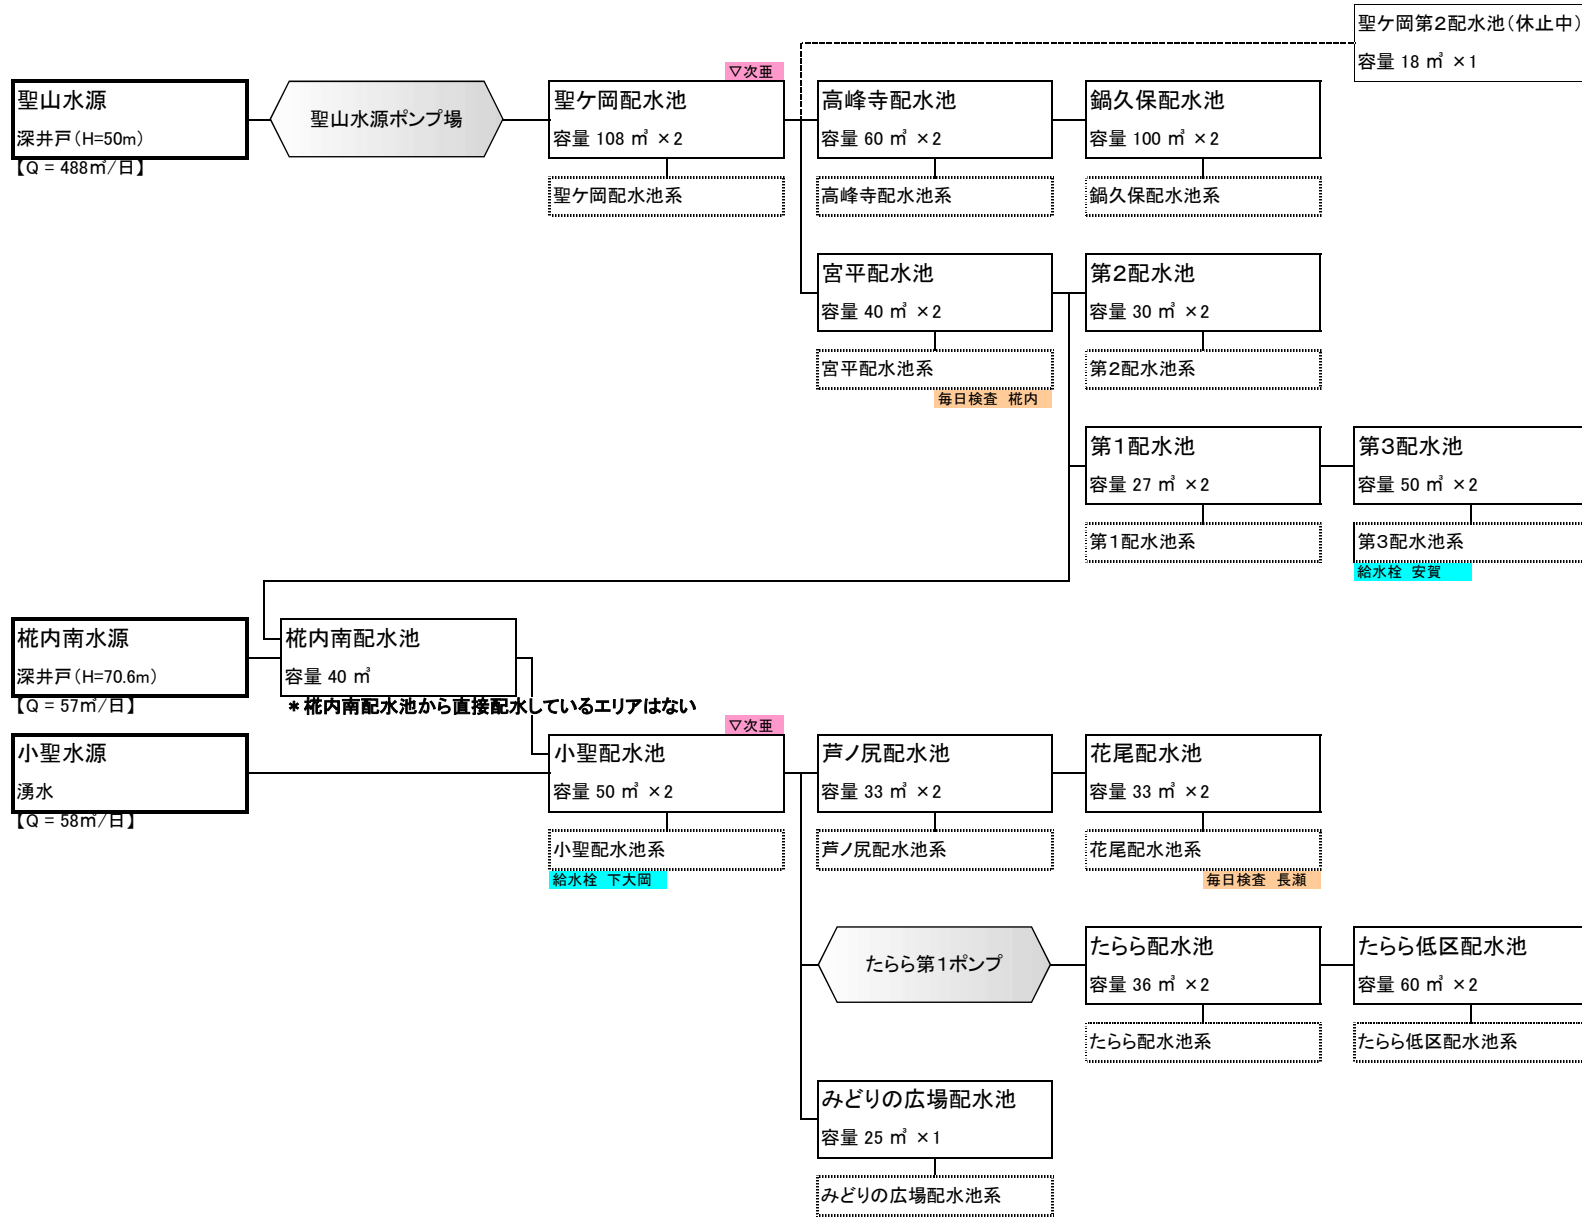 聖ケ岡第2配水池(休止中)
容量 18 ㎥ ×1
▽次亜
聖山水源
深井戸(H=50m)
【Q = 488㎥/日】
聖山水源ポンプ場
聖ケ岡配水池
容量 108 ㎥ ×2
聖ケ岡配水池系
高峰寺配水池
容量 60 ㎥ ×2
高峰寺配水池系
鍋久保配水池
容量 100 ㎥ ×2
鍋久保配水池系
宮平配水池
容量 40 ㎥ ×2
宮平配水池系
毎日検査 椛内
第2配水池
容量 30 ㎥ ×2
第2配水池系
第1配水池
容量 27 ㎥ ×2
第1配水池系
第3配水池
容量 50 ㎥ ×2
第3配水池系
給水栓 安賀
椛内南水源
深井戸(H=70.6m)
【Q = 57㎥/日】
椛内南配水池
容量 40 ㎥
*椛内南配水池から直接配水しているエリアはない
▽次亜
小聖水源
湧水
【Q = 58㎥/日】
小聖配水池
容量 50 ㎥ ×2
小聖配水池系
給水栓 下大岡
芦ノ尻配水池
容量 33 ㎥ ×2
芦ノ尻配水池系
花尾配水池
容量 33 ㎥ ×2
花尾配水池系
毎日検査 長瀬
たらら第1ポンプ
たらら配水池
容量 36 ㎥ ×2
たらら配水池系
たらら低区配水池
容量 60 ㎥ ×2
たらら低区配水池系
みどりの広場配水池
容量 25 ㎥ ×1
みどりの広場配水池系